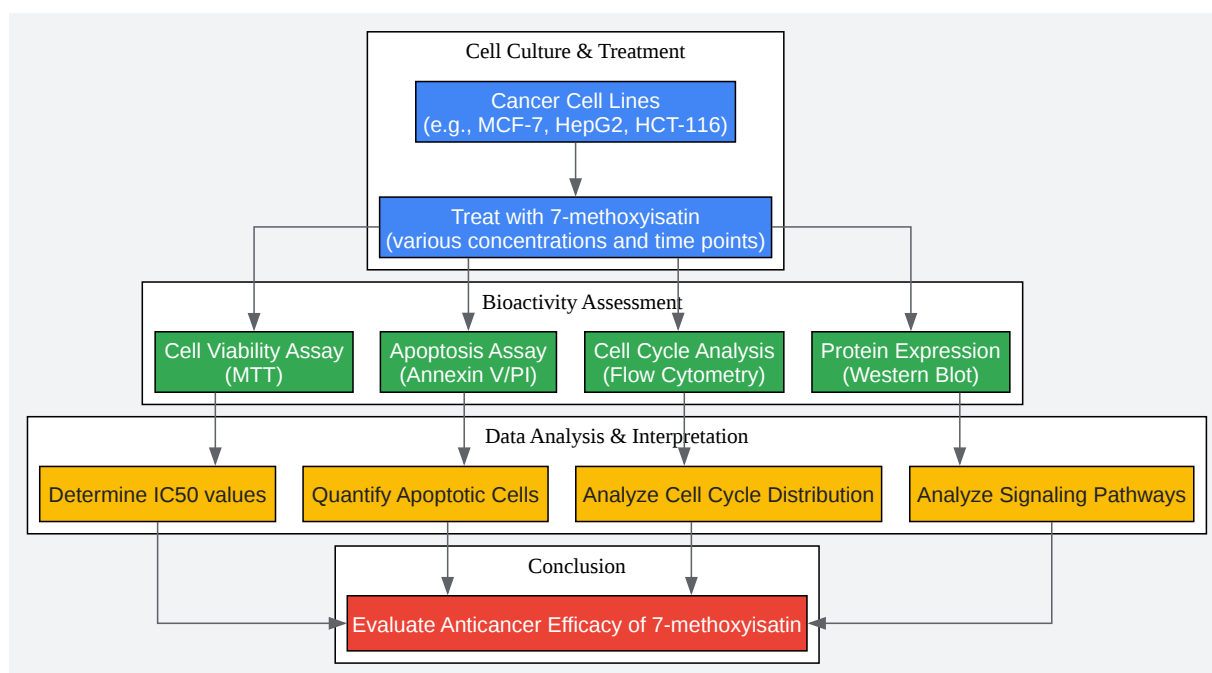 Cell Culture & Treatment
Cancer Cell Lines
(e.g., MCF-7, HepG2, HCT-116)
Treat with 7-methoxyisatin
(various concentrations and time points)
Bioactivity Assessment
Cell Viability Assay
(MTT)
Apoptosis Assay
(Annexin V/PI)
Cell Cycle Analysis
(Flow Cytometry)
Protein Expression
(Western Blot)
Data Analysis & Interpretation
Determine IC50 values
Quantify Apoptotic Cells
Analyze Cell Cycle Distribution
Analyze Signaling Pathways
Conclusion
Evaluate Anticancer Efficacy of 7-methoxyisatin